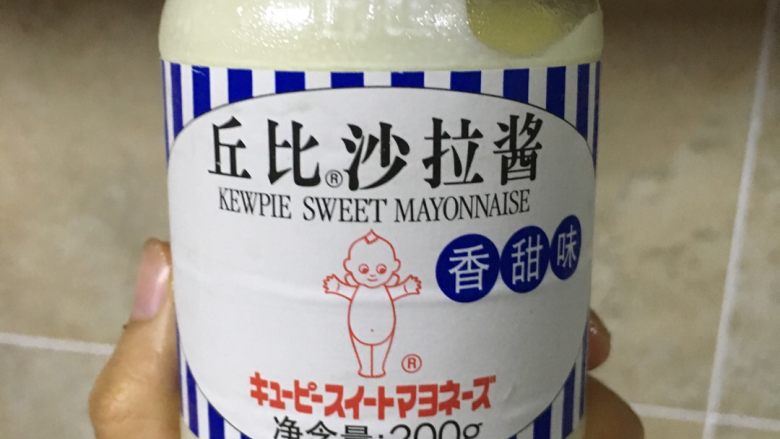 丘比®沙拉酱
KEWPIE SWEET MAYONNAISE
香甜味
®
キューピースイートマヨネーズ
净含量:200g